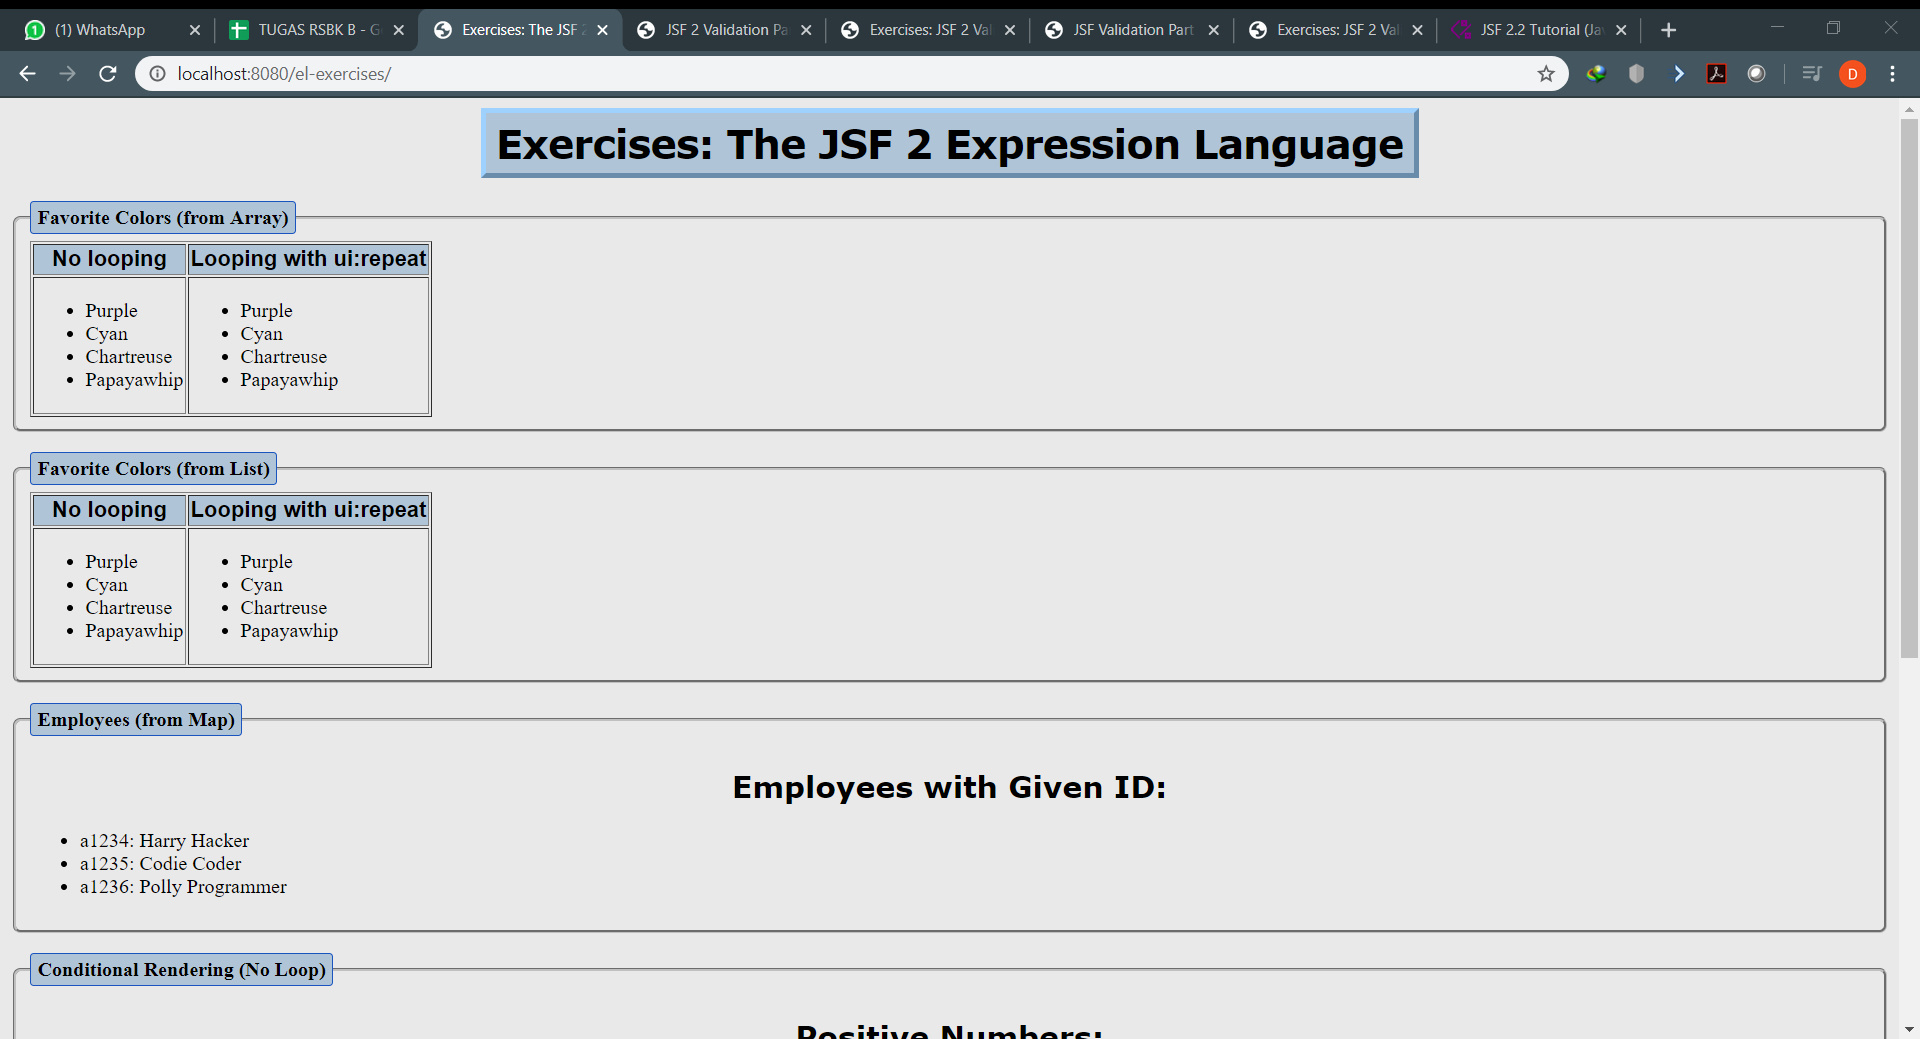 (1) WhatsApp
TUGAS RSBK B - G
Exercises: The JSF 2
JSF 2 Validation Pa
Exercises: JSF 2 Val
JSF Validation Part
Exercises: JSF 2 Val
JSF 2.2 Tutorial (Ja
localhost:8080/el-exercises/
D
Exercises: The JSF 2 Expression Language
Favorite Colors (from Array)
No looping
Looping with ui:repeat
• Purple
• Cyan
• Chartreuse
• Papayawhip
• Purple
• Cyan
• Chartreuse
• Papayawhip
Favorite Colors (from List)
No looping
Looping with ui:repeat
• Purple
• Cyan
• Chartreuse
• Papayawhip
• Purple
• Cyan
• Chartreuse
• Papayawhip
Employees (from Map)
Employees with Given ID:
• a1234: Harry Hacker
• a1235: Codie Coder
• a1236: Polly Programmer
Conditional Rendering (No Loop)
Positive Numbers: